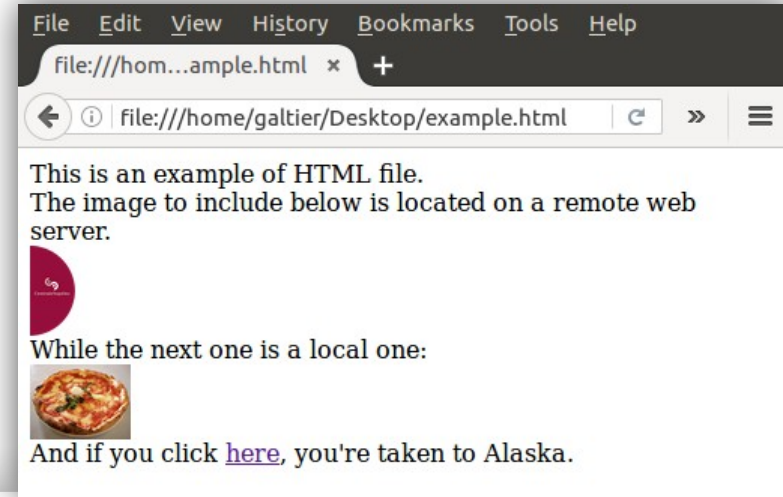 File Edit View History Bookmarks Tools Help
file:///hom...ample.html × +
file:///home/galtier/Desktop/example.html
This is an example of HTML file.
The image to include below is located on a remote web
server.
While the next one is a local one:
And if you click here, you're taken to Alaska.